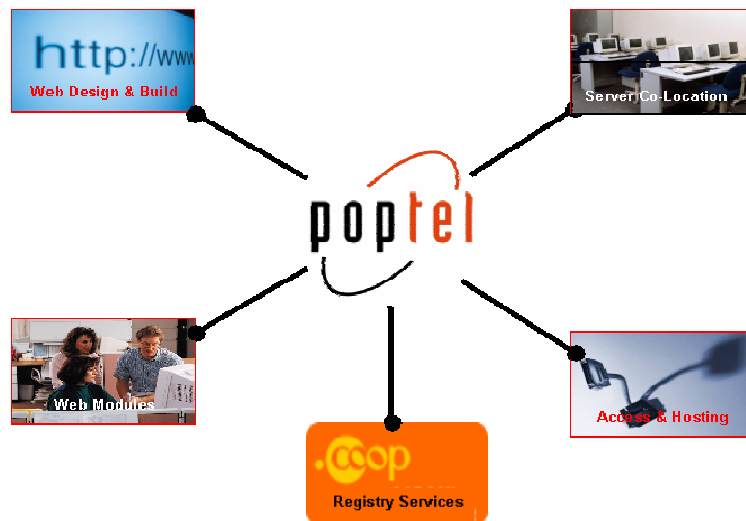 http://www
Web Design & Build
Server Co-Location
poptel
Web Modules
Access & Hosting
.coop
Registry Services